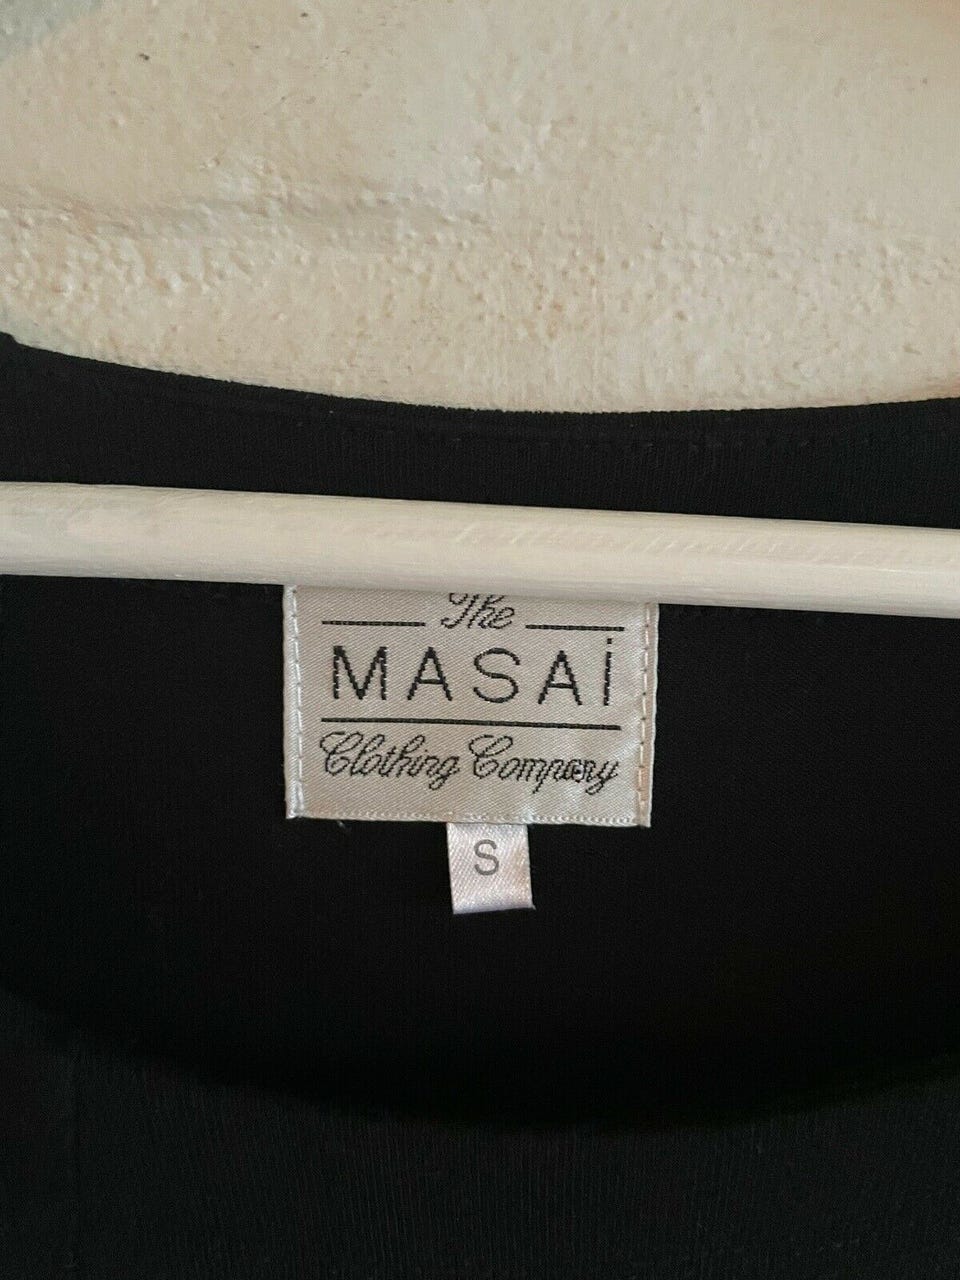 The
MASAi
Clothing Company
S